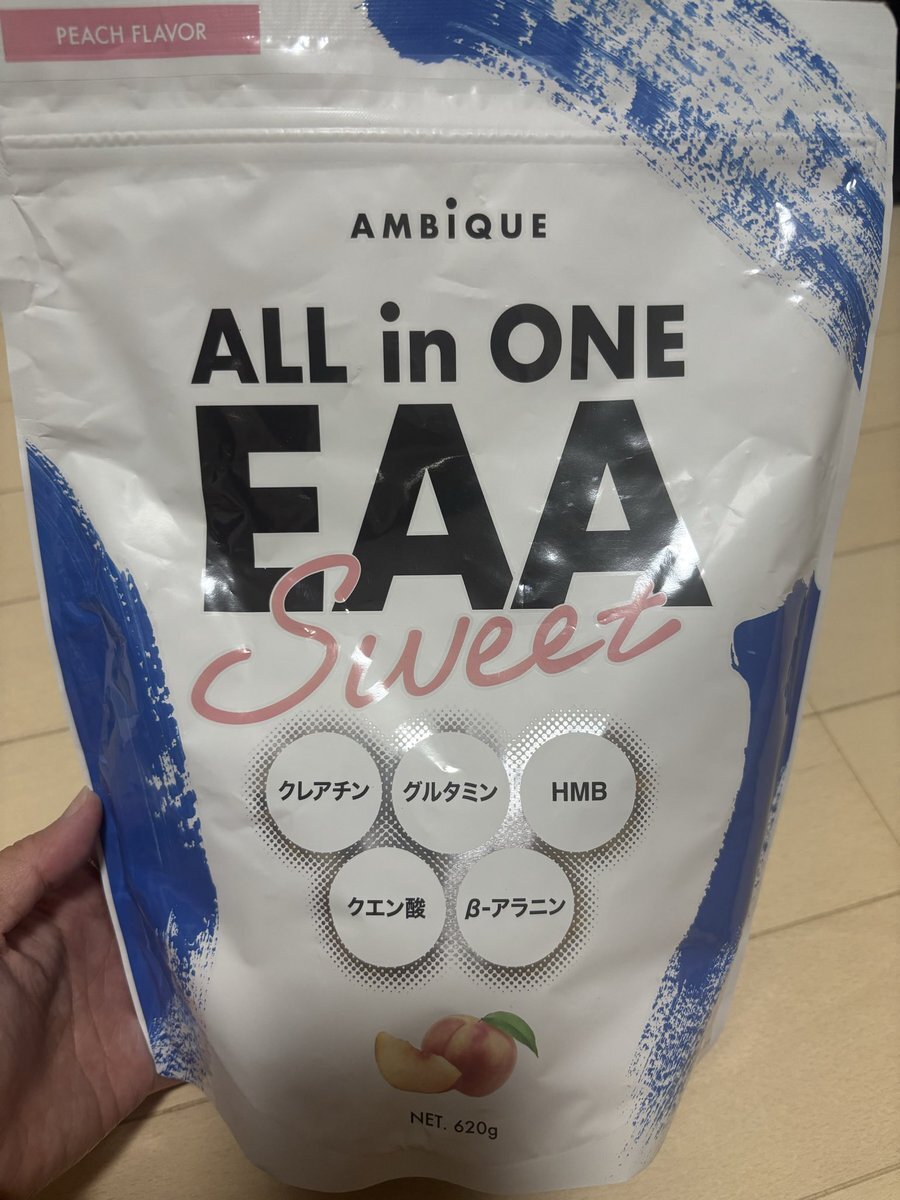 PEACH FLAVOR
AMBiQUE
ALL in ONE
EAA
Sweet
クレアチン
グルタミン
HMB
クエン酸
β-アラニン
NET. 620g